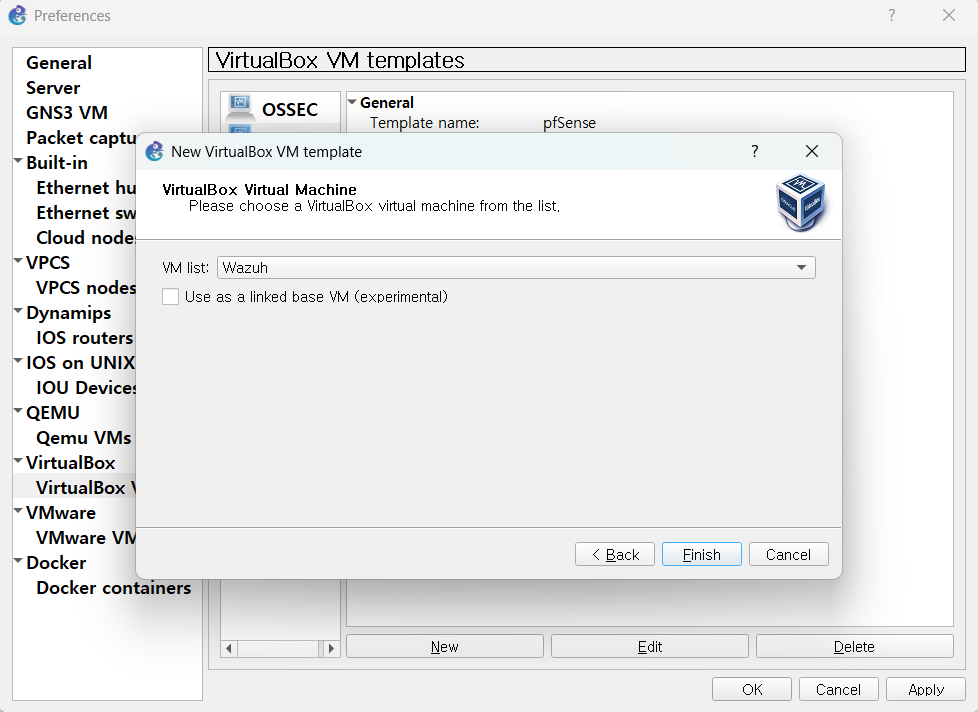 Preferences
?
General
Server
GNS3 VM
Packet captu
Built-in
Ethernet hu
Ethernet sw
Cloud nodes
VPCS
VPCS nodes
Dynamips
IOS routers
IOS on UNIX
IOU Devices
QEMU
Qemu VMs
VirtualBox
VirtualBox V
VMware
VMware VM
Docker
Docker containers
VirtualBox VM templates
OSSEC
General
Template name: pfSense
New VirtualBox VM template
?
VirtualBox Virtual Machine
Please choose a VirtualBox virtual machine from the list.
VM list: Wazuh
Use as a linked base VM (experimental)
< Back
Finish
Cancel
New
Edit
Delete
OK
Cancel
Apply